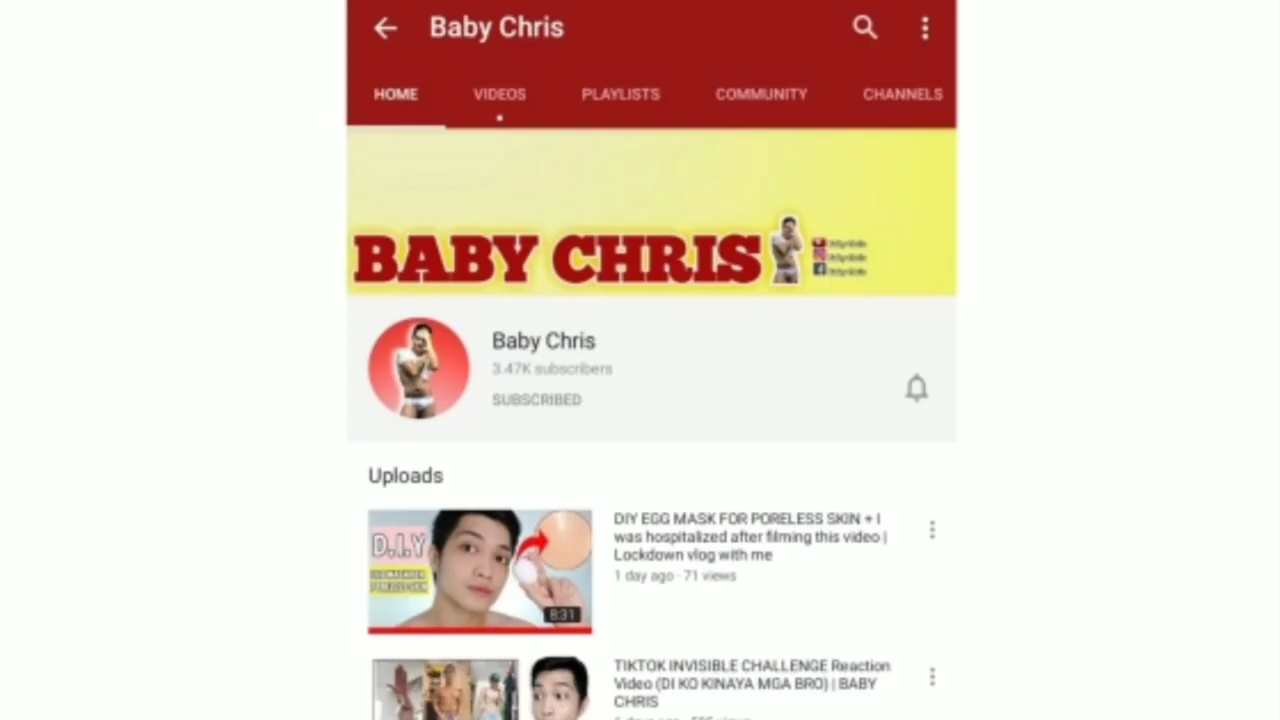 Baby Chris
HOME VIDEOS PLAYLISTS COMMUNITY CHANNELS
BABY CHRIS
Baby Chris
3.47K subscribers
SUBSCRIBED
Uploads
D.I.Y
8:31
DIY EGG MASK FOR PORELESS SKIN + I
was hospitalized after filming this video |
Lockdown vlog with me
1 day ago · 71 views
TIKTOK INVISIBLE CHALLENGE Reaction
Video (DI KO KINAYA MGA BRO) | BABY
CHRIS